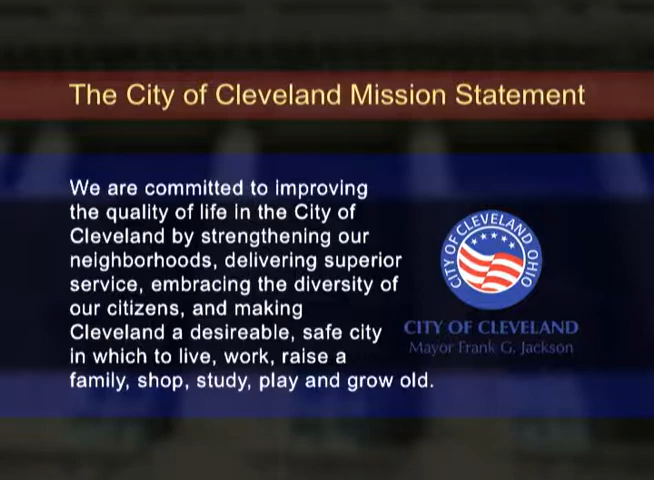 The City of Cleveland Mission Statement
We are committed to improving
the quality of life in the City of
Cleveland by strengthening our
neighborhoods, delivering superior
service, embracing the diversity of
our citizens, and making
Cleveland a desireable, safe city
in which to live, work, raise a
family, shop, study, play and grow old.
CITY OF CLEVELAND OHIO
CITY OF CLEVELAND
Mayor Frank G. Jackson